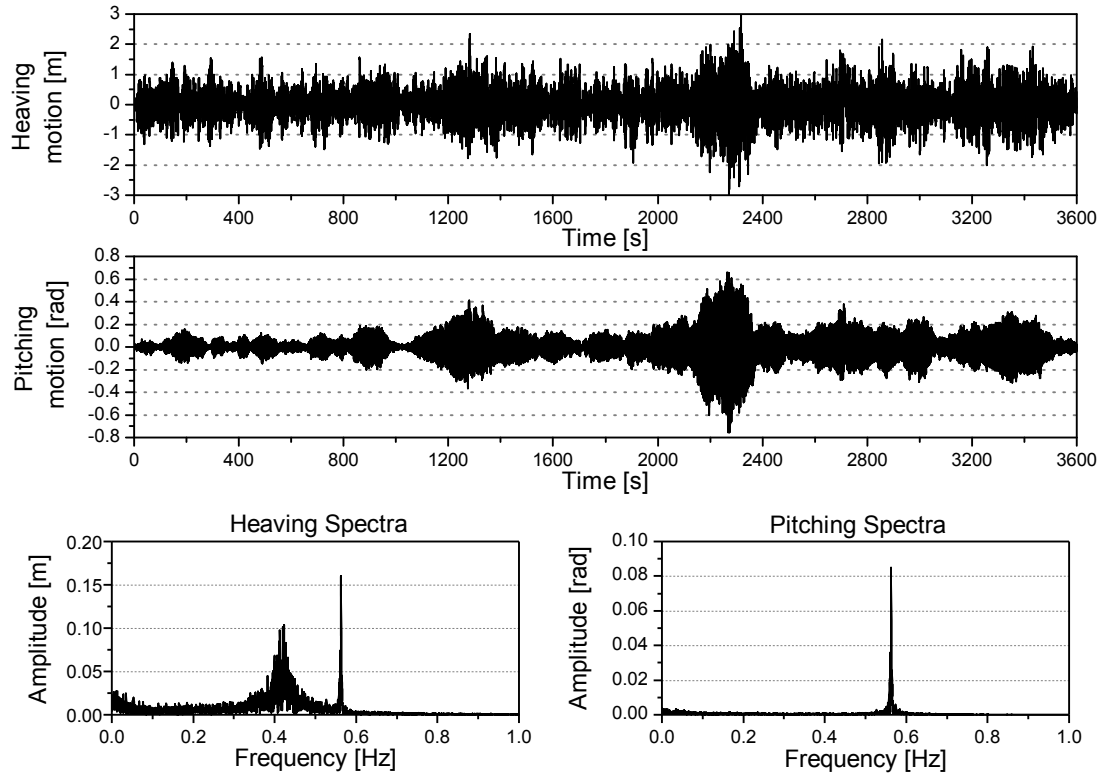 3
2
1
0
-1
-2
-3
Heaving
motion [m]
0 400 800 1200 1600 2000 2400 2800 3200 3600
Time [s]
0.8
0.6
0.4
0.2
0.0
-0.2
-0.4
-0.6
-0.8
Pitching
motion [rad]
0 400 800 1200 1600 2000 2400 2800 3200 3600
Time [s]
Heaving Spectra
0.20
0.15
0.10
0.05
0.00
Amplitude [m]
0.0 0.2 0.4 0.6 0.8 1.0
Frequency [Hz]
Pitching Spectra
0.10
0.08
0.06
0.04
0.02
0.00
Amplitude [rad]
0.0 0.2 0.4 0.6 0.8 1.0
Frequency [Hz]